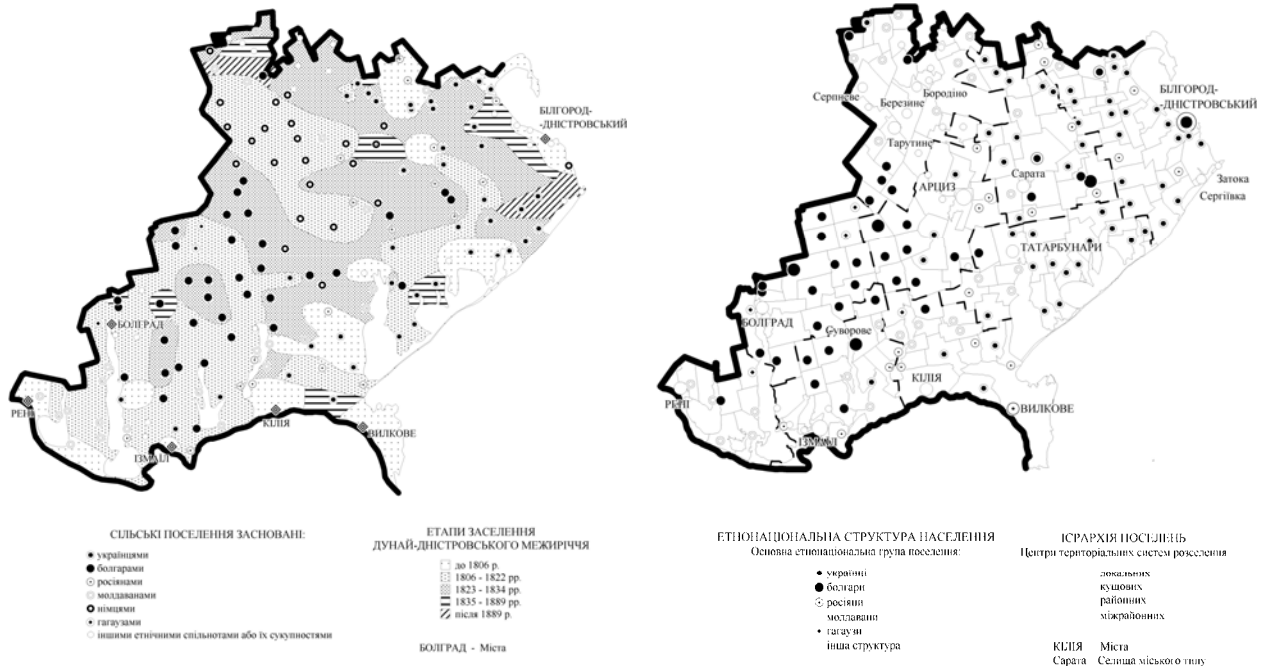 БІЛГОРОД-
-ДНІСТРОВСЬКИЙ
БОЛГРАД
РЕНІ
ІЗМАЇЛ
КІЛІЯ
ВИЛКОВЕ
СІЛЬСЬКІ ПОСЕЛЕННЯ ЗАСНОВАНІ:
українцями
болгарами
росіянами
молдаванами
німцями
гагаузами
іншими етнічними спільнотами або їх сукупностями
ЕТАПИ ЗАСЕЛЕННЯ
ДУНАЙ-ДНІСТРОВСЬКОГО МЕЖИРІЧЧЯ
до 1806 р.
1806 - 1822 рр.
1823 - 1834 рр.
1835 - 1889 рр.
після 1889 р.
БОЛГРАД - Міста
Серпневе
Бородіно
Березине
Тарутине
АРЦИЗ
Сарата
БІЛГОРОД-
-ДНІСТРОВСЬКИЙ
Затока
Сергіївка
ТАТАРБУНАРИ
БОЛГРАД
Суворове
КІЛІЯ
РЕНІ
ІЗМАЇЛ
ВИЛКОВЕ
ЕТНОНАЦІОНАЛЬНА СТРУКТУРА НАСЕЛЕННЯ
Основна етнонаціональна група поселення:
українці
болгари
росіяни
молдавани
гагаузи
інша структура
ІЄРАРХІЯ ПОСЕЛЕНЬ
Центри територіальних систем розселення
локальних
кущових
районних
міжрайонних
КІЛІЯ Міста
Сарата Селища міського типу